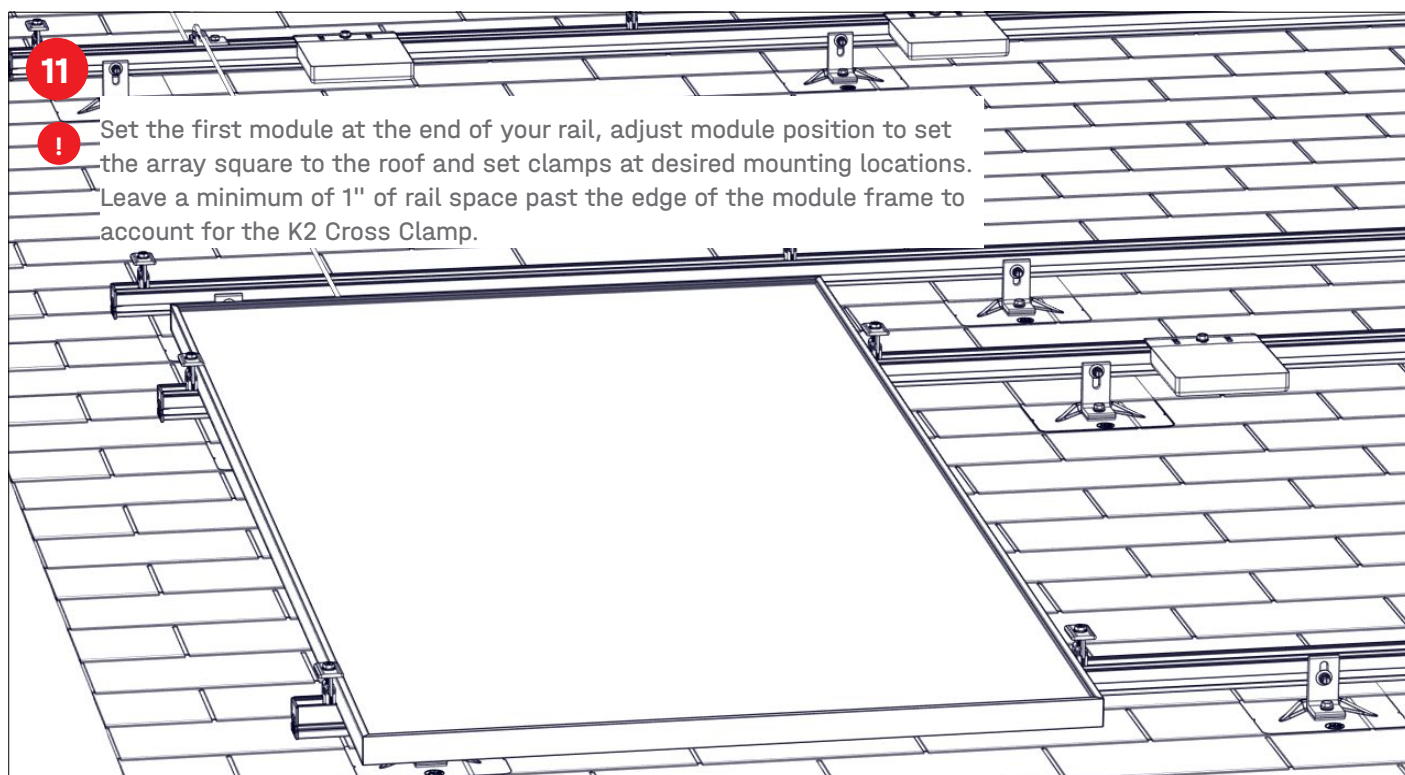 11
!
Set the first module at the end of your rail, adjust module position to set
the array square to the roof and set clamps at desired mounting locations.
Leave a minimum of 1" of rail space past the edge of the module frame to
account for the K2 Cross Clamp.